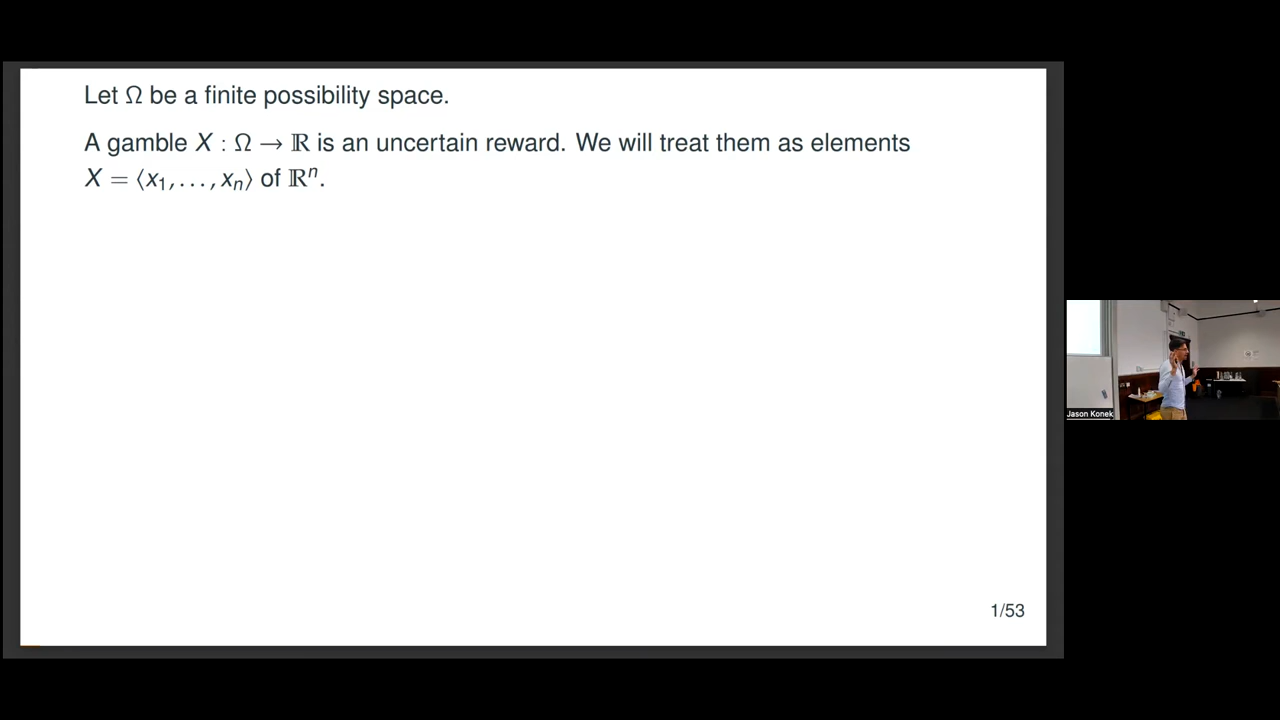 Let Ω be a finite possibility space.
A gamble X : Ω → ℝ is an uncertain reward. We will treat them as elements
X = ⟨x₁, . . . , xₙ⟩ of ℝⁿ.
1/53
Jason Konek